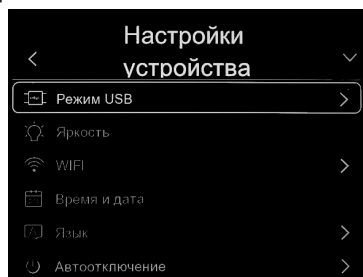 Настройки
устройства
Режим USB
Яркость
WIFI
Время и дата
Язык
Автоотключение